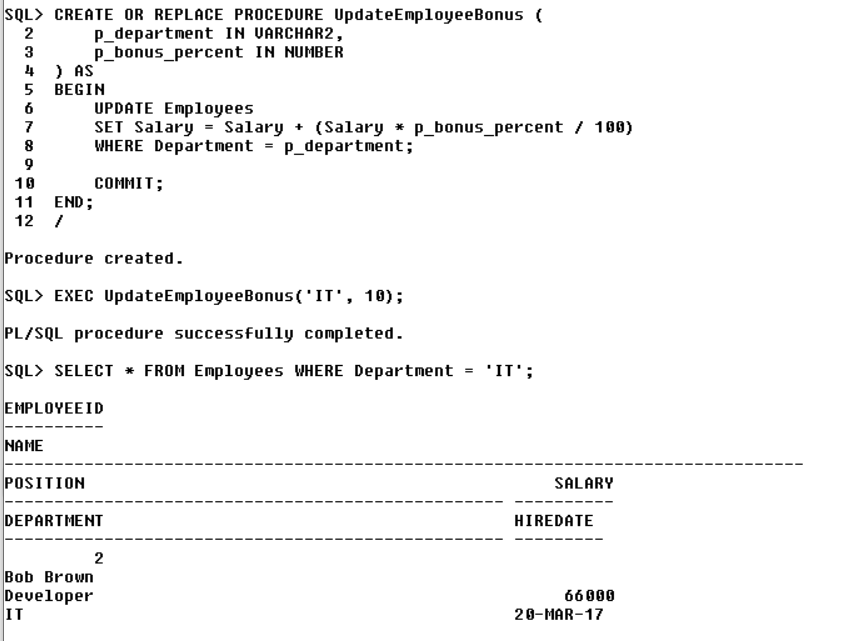 SQL> CREATE OR REPLACE PROCEDURE UpdateEmployeeBonus (
  2      p_department IN VARCHAR2,
  3      p_bonus_percent IN NUMBER
  4  ) AS
  5  BEGIN
  6      UPDATE Employees
  7      SET Salary = Salary + (Salary * p_bonus_percent / 100)
  8      WHERE Department = p_department;
  9
 10      COMMIT;
 11  END;
 12  /
Procedure created.
SQL> EXEC UpdateEmployeeBonus('IT', 10);
PL/SQL procedure successfully completed.
SQL> SELECT * FROM Employees WHERE Department = 'IT';
EMPLOYEEID
----------
NAME
--------------------------------------------------------------------------------
POSITION                                               SALARY
-------------------------------------------------- ----------
DEPARTMENT                                         HIREDATE
-------------------------------------------------- ---------
         2
Bob Brown
Developer                                               66000
IT                                                 20-MAR-17